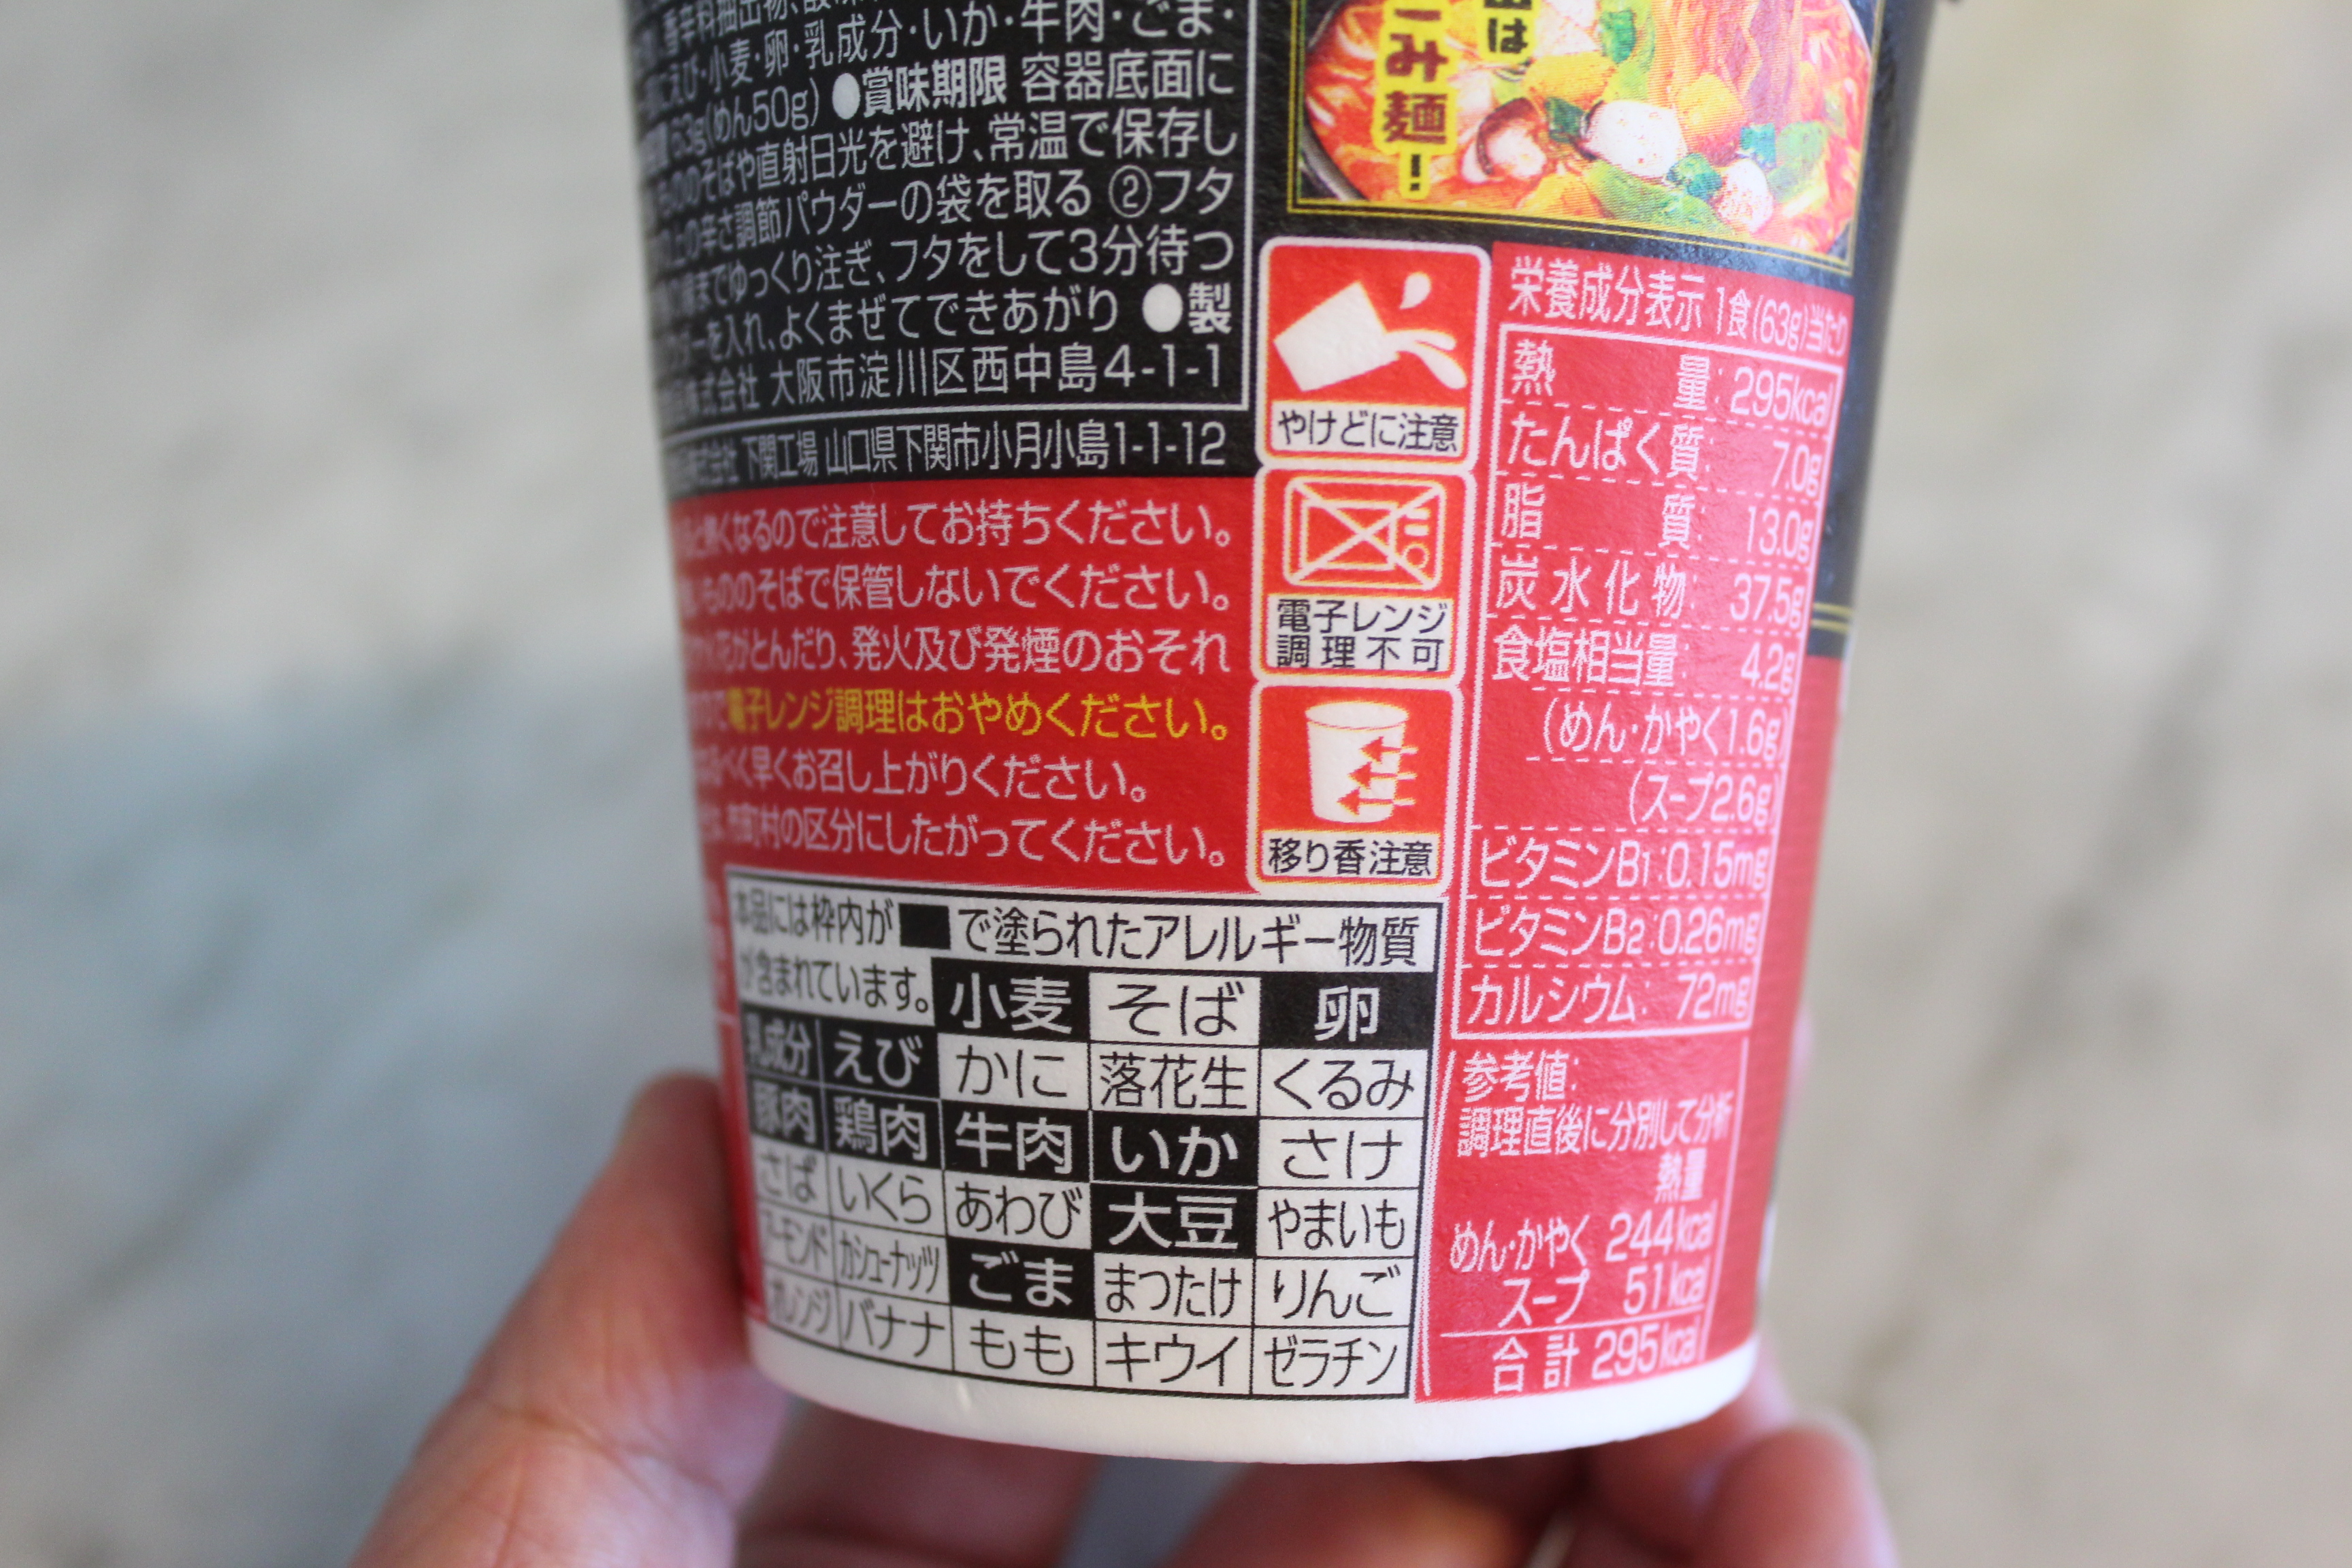 香辛料抽出物、酸味
にえび・小麦・卵・乳成分・いか・牛肉・ごま・
63g(めん50g) ●賞味期限 容器底面に
もののそばや直射日光を避け、常温で保存し
上の辛さ調節パウダーの袋を取る ②フタ
線までゆっくり注ぎ、フタをして3分待つ
ダーを入れ、よくまぜてできあがり ●製
株式会社 大阪市淀川区西中島4-1-1
株式会社 下関工場 山口県下関市小月小島1-1-12
と熱くなるので注意してお持ちください。
もののそばで保管しないでください。
花がとんだり、発火及び発煙のおそれ
電子レンジ調理はおやめください。
べく早くお召し上がりください。
市町村の区分にしたがってください。
本品には枠内が■で塗られたアレルギー物質
が含まれています。 小麦 そば 卵
乳成分 えび かに 落花生 くるみ
豚肉 鶏肉 牛肉 いか さけ
さば いくら あわび 大豆 やまいも
アーモンド カシューナッツ ごま まつたけ りんご
オレンジ バナナ もも キウイ ゼラチン
は
こみ麺!
やけどに注意
電子レンジ
調理不可
移り香注意
栄養成分表示 1食(63g)当たり
熱量: 295kcal
たんぱく質: 7.0g
脂質: 13.0g
炭水化物: 37.5g
食塩相当量: 4.2g
(めん・かやく1.6g)
(スープ2.6g)
ビタミンB1:0.15mg
ビタミンB2:0.26mg
カルシウム: 72mg
参考値:
調理直後に分別して分析
熱量
めん・かやく 244kcal
スープ 51kcal
合計 295kcal